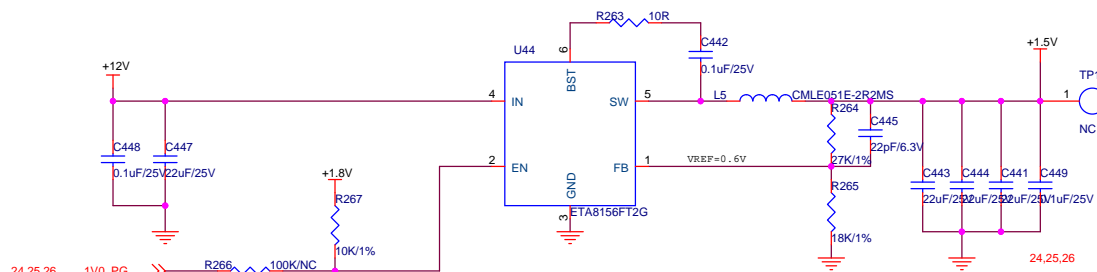 R263 10R
U44
C442
0.1uF/25V
+12V
+1.5V
TP1
6
BST
4 IN
SW 5
L5 CMLE051E-2R2MS
1
NC
R264
C445
22pF/6.3V
27K/1%
C448
0.1uF/25V
C447
22uF/25V
2 EN
FB 1
VREF=0.6V
GND
3
ETA8156FT2G
+1.8V
R267
10K/1%
R265
18K/1%
C443
22uF/25V
C444
22uF/25V
C441
22uF/25V
C449
0.1uF/25V
R266 100K/NC
24,25,26 1V0_PG
24,25,26